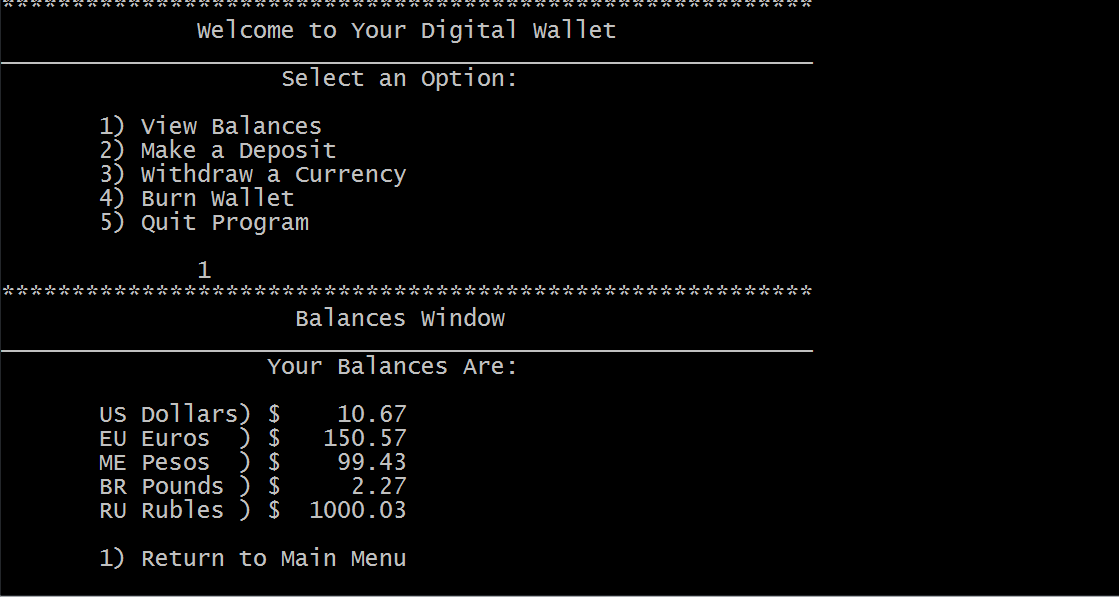 **********************************************************
Welcome to Your Digital Wallet
__________________________________________________________
Select an Option:
1) View Balances
2) Make a Deposit
3) Withdraw a Currency
4) Burn Wallet
5) Quit Program
1
**********************************************************
Balances Window
__________________________________________________________
Your Balances Are:
US Dollars) $    10.67
EU Euros  ) $   150.57
ME Pesos  ) $    99.43
BR Pounds ) $     2.27
RU Rubles ) $  1000.03
1) Return to Main Menu